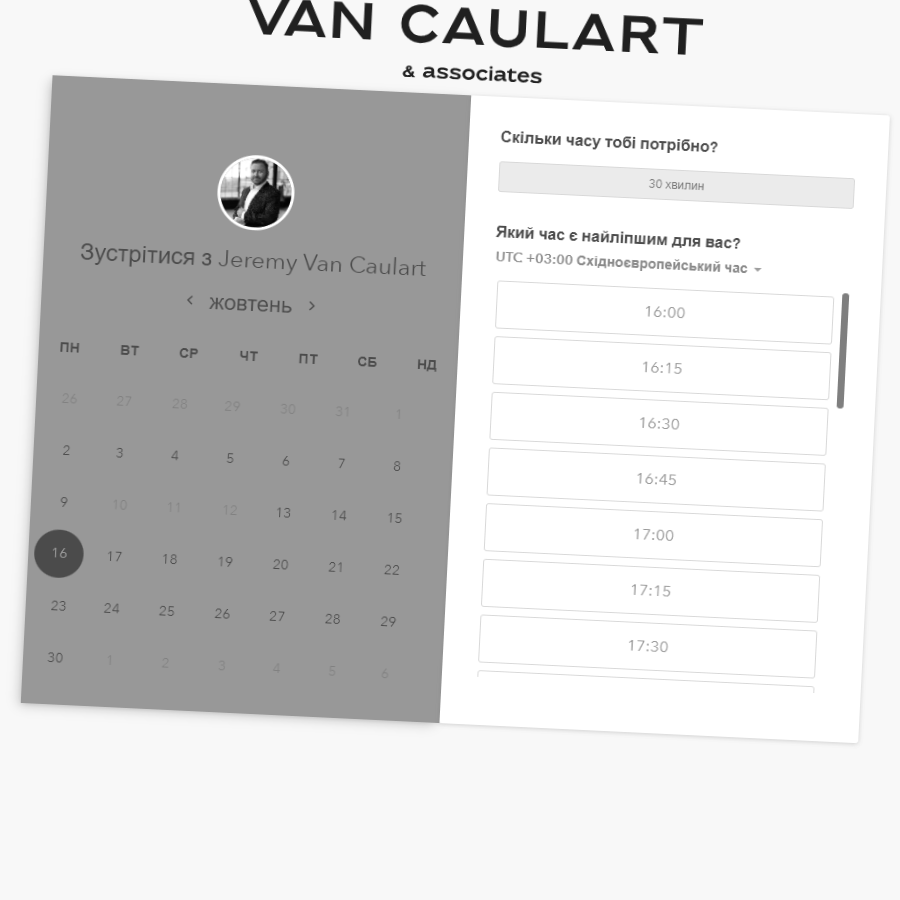 VAN CAULART
& associates
Зустрітися з Jeremy Van Caulart
жовтень
ПН ВТ СР ЧТ ПТ СБ НД
26 27 28 29 30 31 1
2 3 4 5 6 7 8
9 10 11 12 13 14 15
16 17 18 19 20 21 22
23 24 25 26 27 28 29
30 1 2 3 4 5 6
Скільки часу тобі потрібно?
30 хвилин
Який час є найліпшим для вас?
UTC +03:00 Східноєвропейський час
16:00
16:15
16:30
16:45
17:00
17:15
17:30